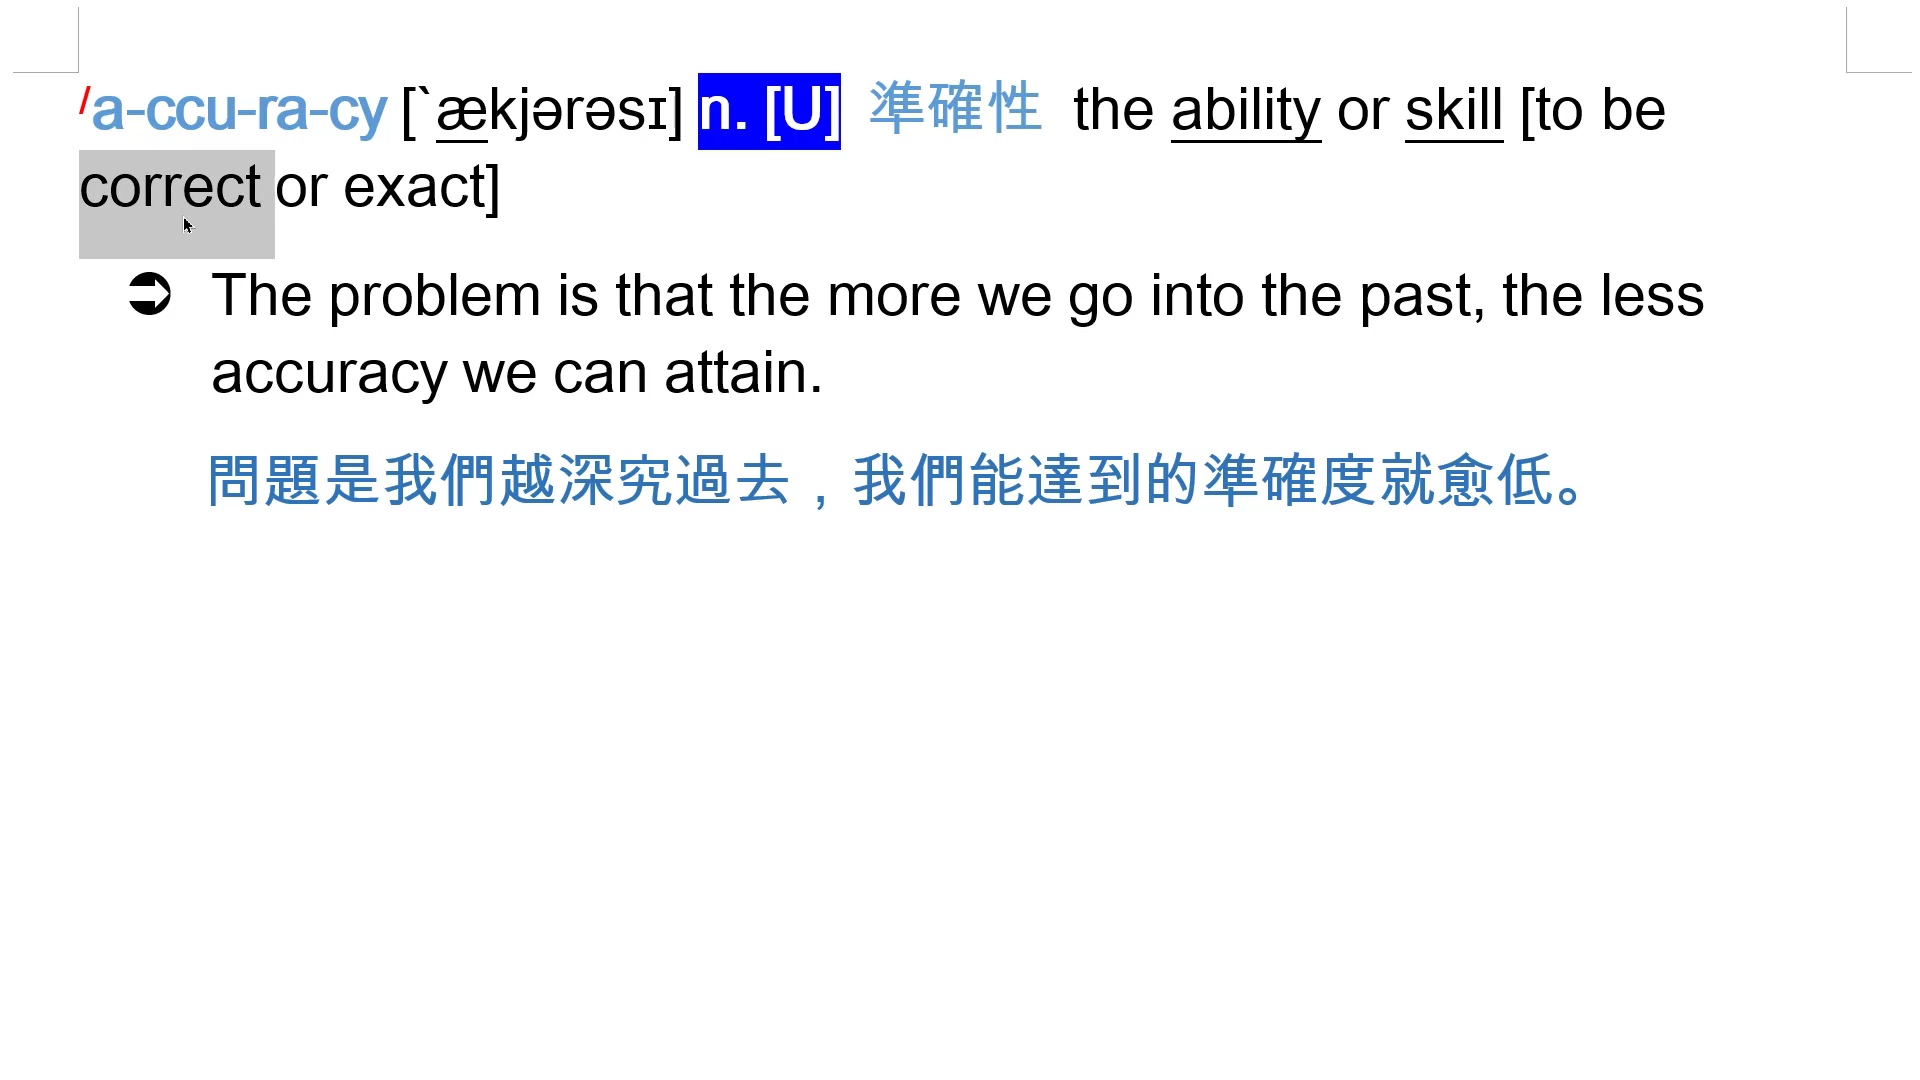 /a-ccu-ra-cy [ˋækjərəsɪ] n. [U] 準確性 the ability or skill [to be
correct or exact]
➲ The problem is that the more we go into the past, the less
accuracy we can attain.
問題是我們越深究過去，我們能達到的準確度就愈低。